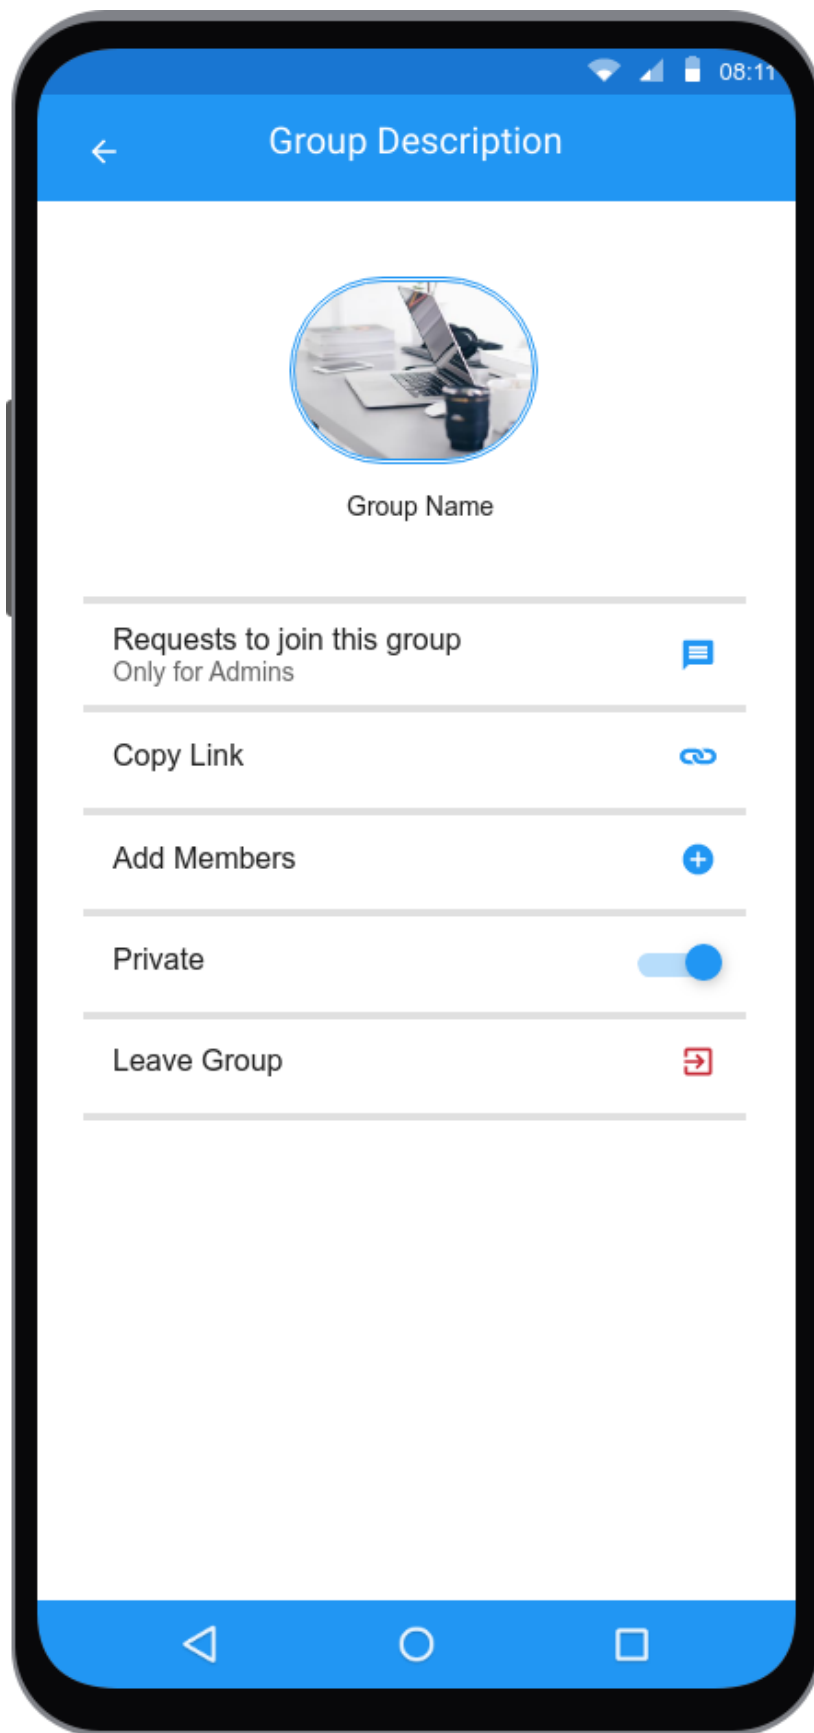 08:11
Group Description
Group Name
Requests to join this group
Only for Admins
Copy Link
Add Members
Private
Leave Group